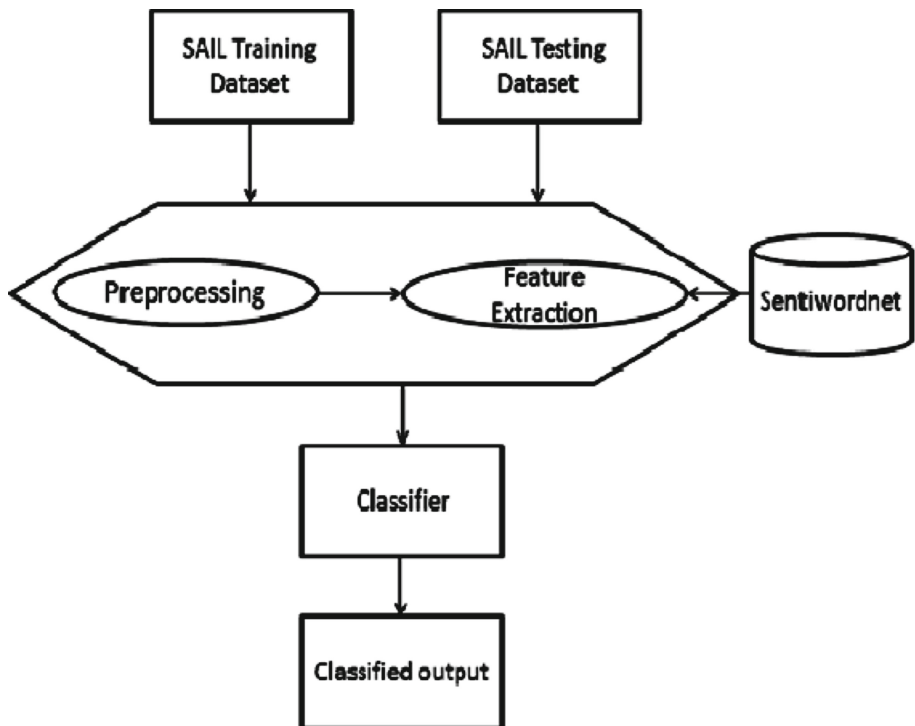 SAIL Training
Dataset
SAIL Testing
Dataset
Preprocessing
Feature
Extraction
Sentiwordnet
Classifier
Classified output